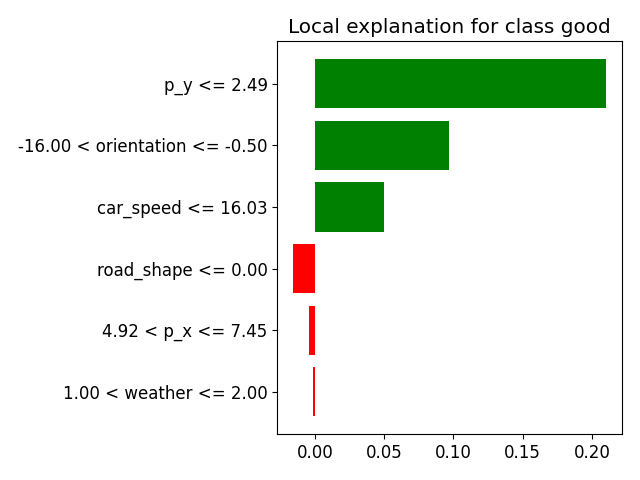 Local explanation for class good
p_y <= 2.49
-16.00 < orientation <= -0.50
car_speed <= 16.03
road_shape <= 0.00
4.92 < p_x <= 7.45
1.00 < weather <= 2.00
0.00 0.05 0.10 0.15 0.20